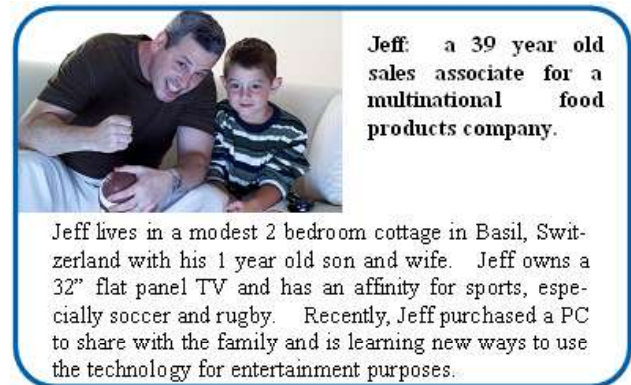 Jeff: a 39 year old
sales associate for a
multinational food
products company.
Jeff lives in a modest 2 bedroom cottage in Basil, Swit-
zerland with his 1 year old son and wife. Jeff owns a
32” flat panel TV and has an affinity for sports, espe-
cially soccer and rugby. Recently, Jeff purchased a PC
to share with the family and is learning new ways to use
the technology for entertainment purposes.